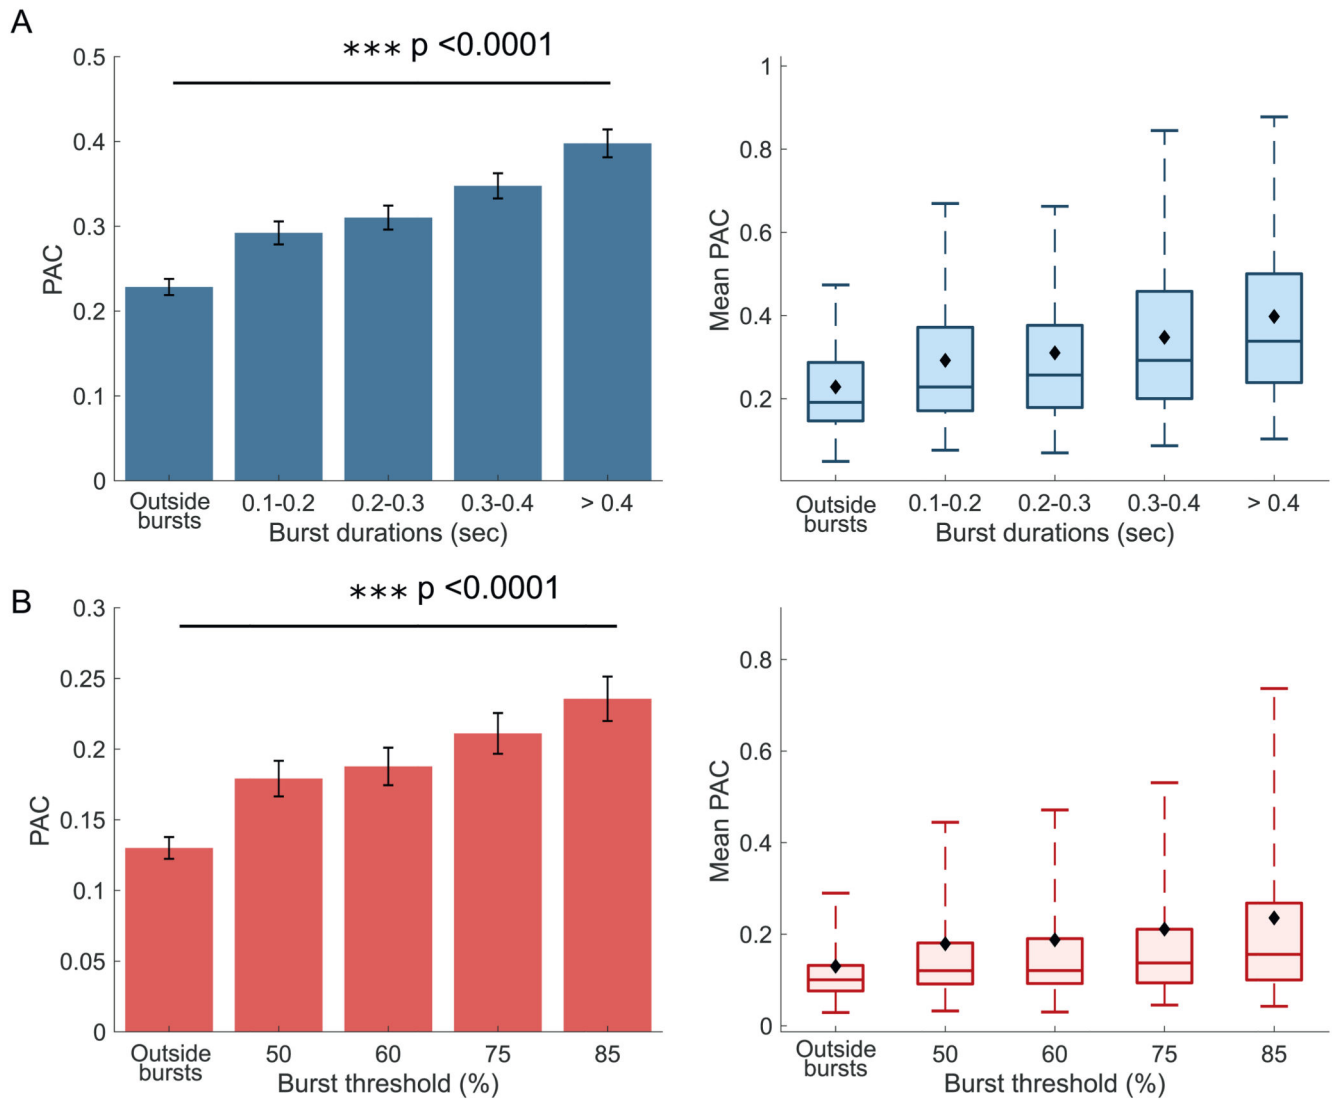 A
*** p <0.0001
0.5
0.4
0.3
0.2
0.1
0
PAC
Outside bursts
0.1-0.2
0.2-0.3
0.3-0.4
> 0.4
Burst durations (sec)
1
0.8
0.6
0.4
0.2
Mean PAC
Outside bursts
0.1-0.2
0.2-0.3
0.3-0.4
> 0.4
Burst durations (sec)
B
*** p <0.0001
0.3
0.25
0.2
0.15
0.1
0.05
0
PAC
Outside bursts
50
60
75
85
Burst threshold (%)
0.8
0.6
0.4
0.2
0
Mean PAC
Outside bursts
50
60
75
85
Burst threshold (%)